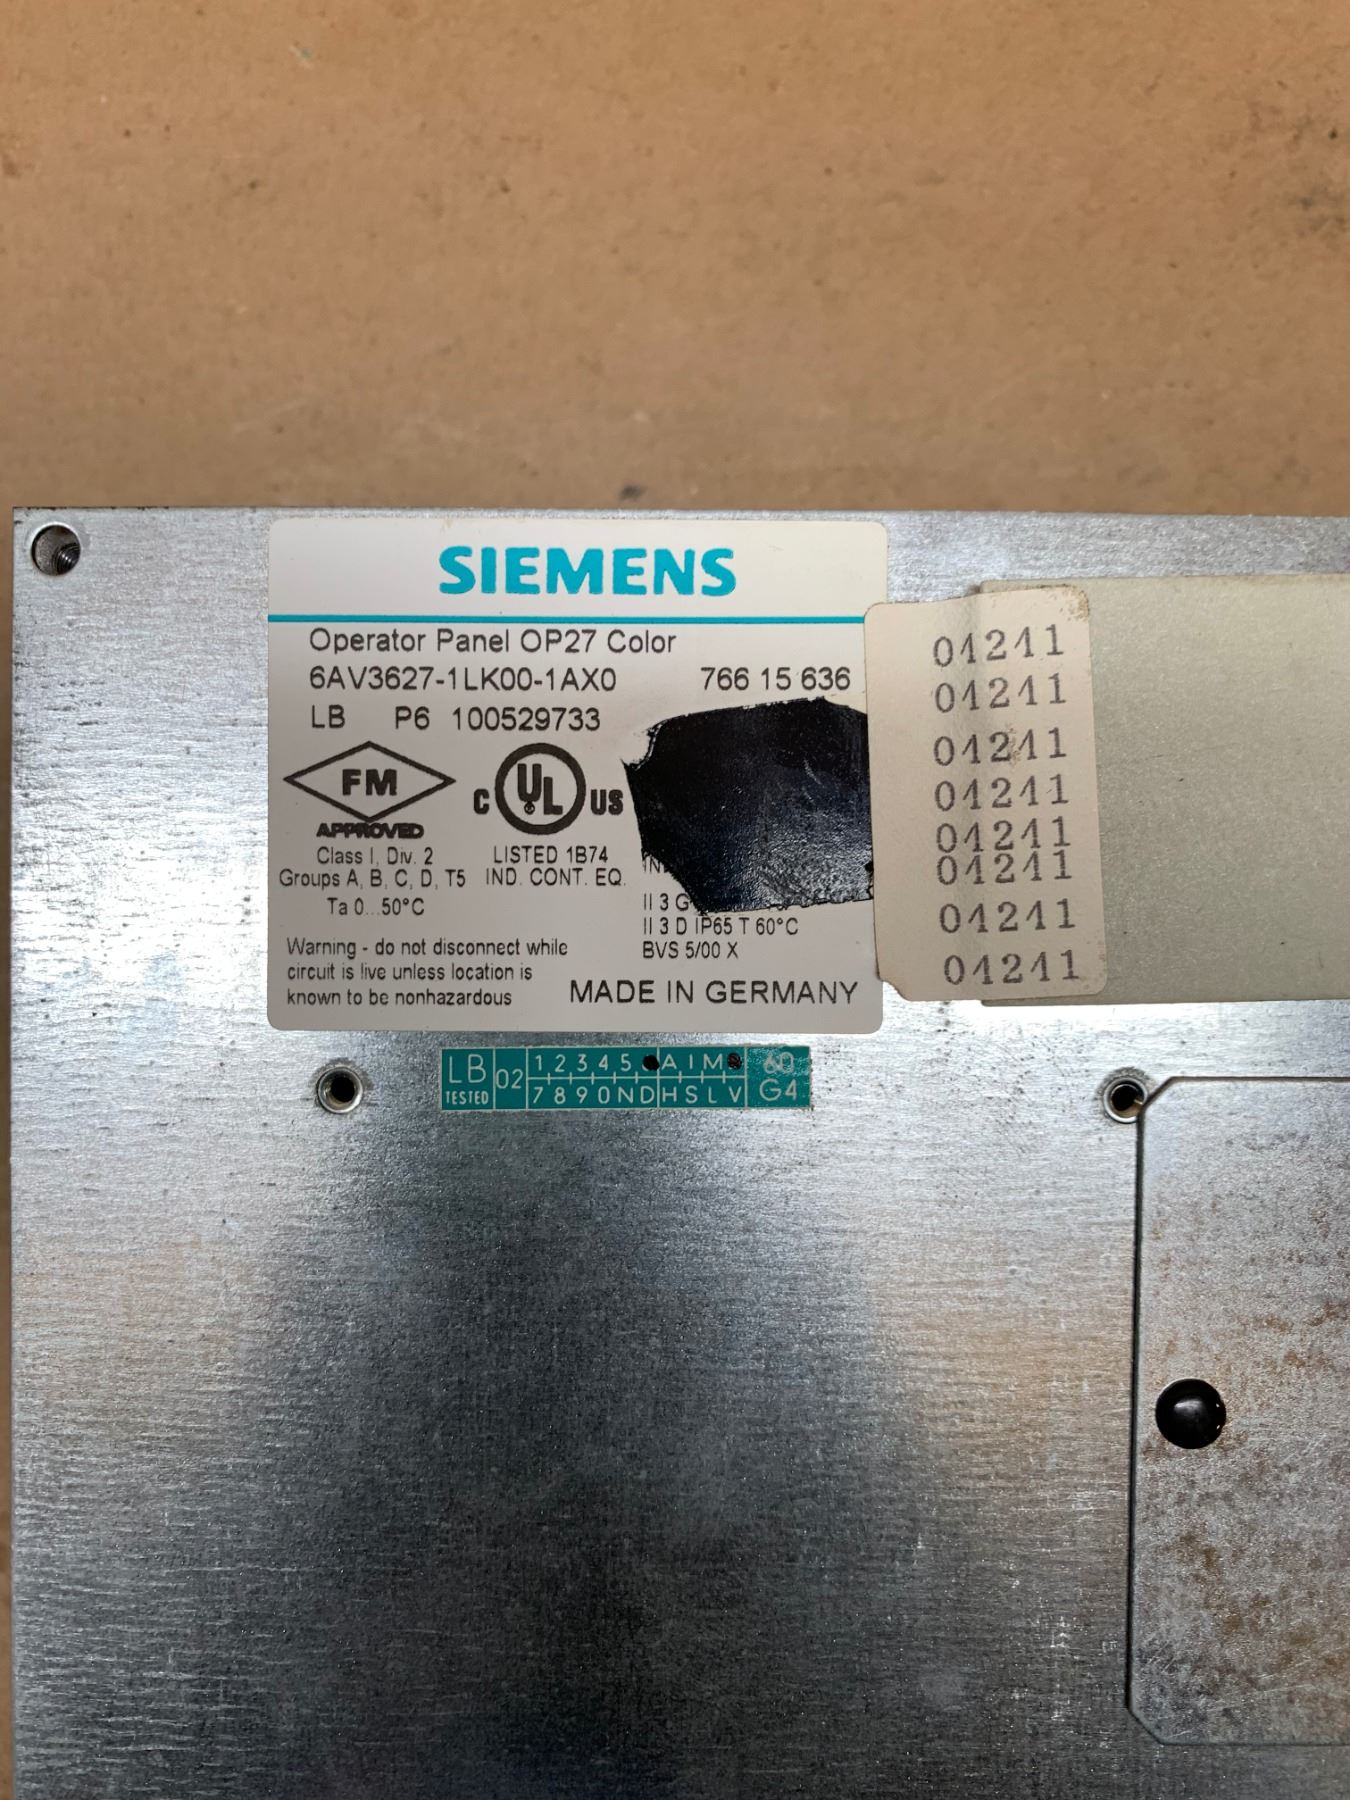 SIEMENS
Operator Panel OP27 Color
6AV3627-1LK00-1AX0 766 15 636
LB P6 100529733
FM
APPROVED
C UL US
Class I, Div. 2
Groups A, B, C, D, T5
Ta 0...50°C
LISTED 1B74
IND. CONT. EQ.
II 3 G
II 3 D IP65 T 60°C
BVS 5/00 X
Warning - do not disconnect while
circuit is live unless location is
known to be nonhazardous
MADE IN GERMANY
01211
01211
01211
01211
01211
01211
01211
01211
LB
TESTED
02
1 2 3 4 5 A I M
7 8 9 0 N D H S L V
60
G4